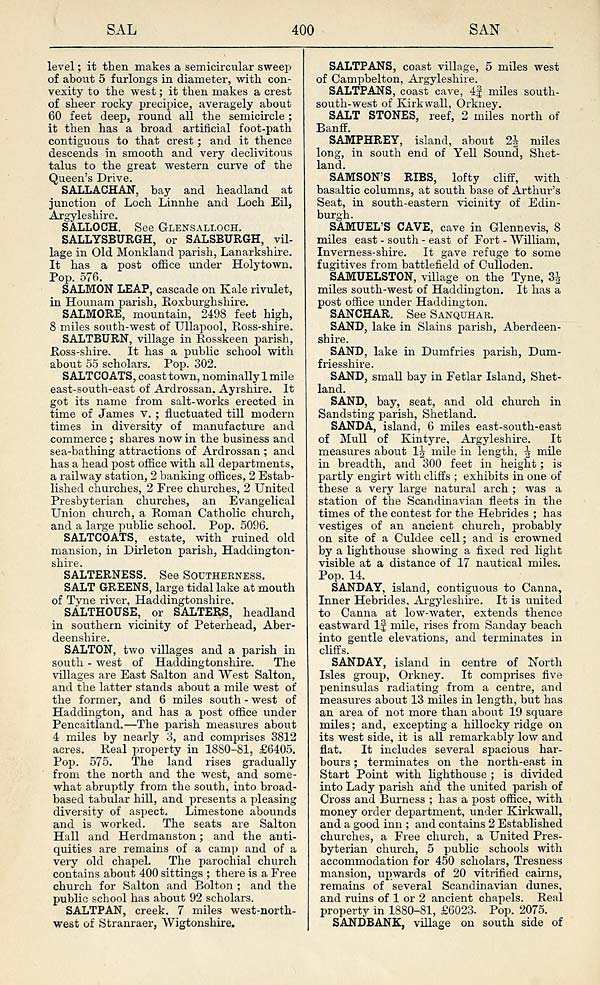 SAL 400 SAN
level; it then makes a semicircular sweep
of about 5 furlongs in diameter, with con-
vexity to the west; it then makes a crest
of sheer rocky precipice, averagely about
60 feet deep, round all the semicircle;
it then has a broad artificial foot-path
contiguous to that crest; and it thence
descends in smooth and very declivitous
talus to the great western curve of the
Queen's Drive.
SALLACHAN, bay and headland at
junction of Loch Linnhe and Loch Eil,
Argyleshire.
SALLOCH. See GLENSALLOCH.
SALLYSBURGH, or SALSBURGH, vil-
lage in Old Monkland parish, Lanarkshire.
It has a post office under Holytown.
Pop. 576.
SALMON LEAP, cascade on Kale rivulet,
in Hounam parish, Roxburghshire.
SALMORE, mountain, 2498 feet high,
8 miles south-west of Ullapool, Ross-shire.
SALTBURN, village in Rosskeen parish,
Ross-shire. It has a public school with
about 55 scholars. Pop. 302.
SALTCOATS, coast town, nominally 1 mile
east-south-east of Ardrossan, Ayrshire. It
got its name from salt-works erected in
time of James V.; fluctuated till modern
times in diversity of manufacture and
commerce; shares now in the business and
sea-bathing attractions of Ardrossan; and
has a head post office with all departments,
a railway station, 2 banking offices, 2 Estab-
lished churches, 2 Free churches, 2 United
Presbyterian churches, an Evangelical
Union church, a Roman Catholic church,
and a large public school. Pop. 5096.
SALTCOATS, estate, with ruined old
mansion, in Dirleton parish, Haddington-
shire.
SALTERNESS. See SOUTHERNESS.
SALT GREENS, large tidal lake at mouth
of Tyne river, Haddingtonshire.
SALTHOUSE, or SALTERS, headland
in southern vicinity of Peterhead, Aber-
deenshire.
SALTON, two villages and a parish in
south-west of Haddingtonshire. The
villages are East Salton and West Salton,
and the latter stands about a mile west of
the former, and 6 miles south-west of
Haddington, and has a post office under
Pencaitland.—The parish measures about
4 miles by nearly 3, and comprises 3812
acres. Real property in 1880-81, £6405.
Pop. 575. The land rises gradually
from the north and the west, and some-
what abruptly from the south, into broad-
based tabular hill, and presents a pleasing
diversity of aspect. Limestone abounds
and is worked. The seats are Salton
Hall and Herdmanston; and the anti-
quities are remains of a camp and of a
very old chapel. The parochial church
contains about 400 sittings; there is a Free
church for Salton and Bolton; and the
public school has about 92 scholars.
SALTPAN, creek, 7 miles west-north-
west of Stranraer, Wigtonshire.
SALTPANS, coast village, 5 miles west
of Campbelton, Argyleshire.
SALTPANS, coast cave, 4¾ miles south-
south-west of Kirkwall, Orkney.
SALT STONES, reef, 2 miles north of
Banff.
SAMPHREY, island, about 2½ miles
long, in south end of Yell Sound, Shet-
land.
SAMSON'S RIBS, lofty cliff, with
basaltic columns, at south base of Arthur's
Seat, in south-eastern vicinity of Edin-
burgh.
SAMUEL'S CAVE, cave in Glennevis, 8
miles east-south-east of Fort-William,
Inverness-shire. It gave refuge to some
fugitives from battlefield of Culloden.
SAMUELSTON, village on the Tyne, 3½
miles south-west of Haddington. It has a
post office under Haddington.
SANCHAR. See SANQUHAR.
SAND, lake in Slains parish, Aberdeen-
shire.
SAND, lake in Dumfries parish, Dum-
friesshire.
SAND, small bay in Fetlar Island, Shet-
land.
SAND, bay, seat, and old church in
Sandsting parish, Shetland.
SANDA, island, 6 miles east-south-east
of Mull of Kintyre, Argyleshire. It
measures about 1½ mile in length, ½ mile
in breadth, and 300 feet in height; is
partly engirt with cliffs; exhibits in one of
these a very large natural arch; was a
station of the Scandinavian fleets in the
times of the contest for the Hebrides; has
vestiges of an ancient church, probably
on site of a Culdee cell; and is crowned
by a lighthouse showing a fixed red light
visible at a distance of 17 nautical miles.
Pop. 14.
SANDAY, island, contiguous to Canna,
Inner Hebrides, Argyleshire. It is united
to Canna at low-water, extends thence
eastward 1¾ mile, rises from Sanday beach
into gentle elevations, and terminates in
cliffs.
SANDAY, island in centre of North
Isles group, Orkney. It comprises five
peninsulas radiating from a centre, and
measures about 13 miles in length, but has
an area of not more than about 19 square
miles; and, excepting a hillocky ridge on
its west side, it is all remarkably low and
flat. It includes several spacious har-
bours; terminates on the north-east in
Start Point with lighthouse; is divided
into Lady parish and the united parish of
Cross and Burness; has a post office, with
money order department, under Kirkwall,
and a good inn; and contains 2 Established
churches, a Free church, a United Pres-
byterian church, 5 public schools with
accommodation for 450 scholars, Tresness
mansion, upwards of 20 vitrified cairns,
remains of several Scandinavian dunes,
and ruins of 1 or 2 ancient chapels. Real
property in 1880-81, £6023. Pop. 2075.
SANDBANK, village on south side of